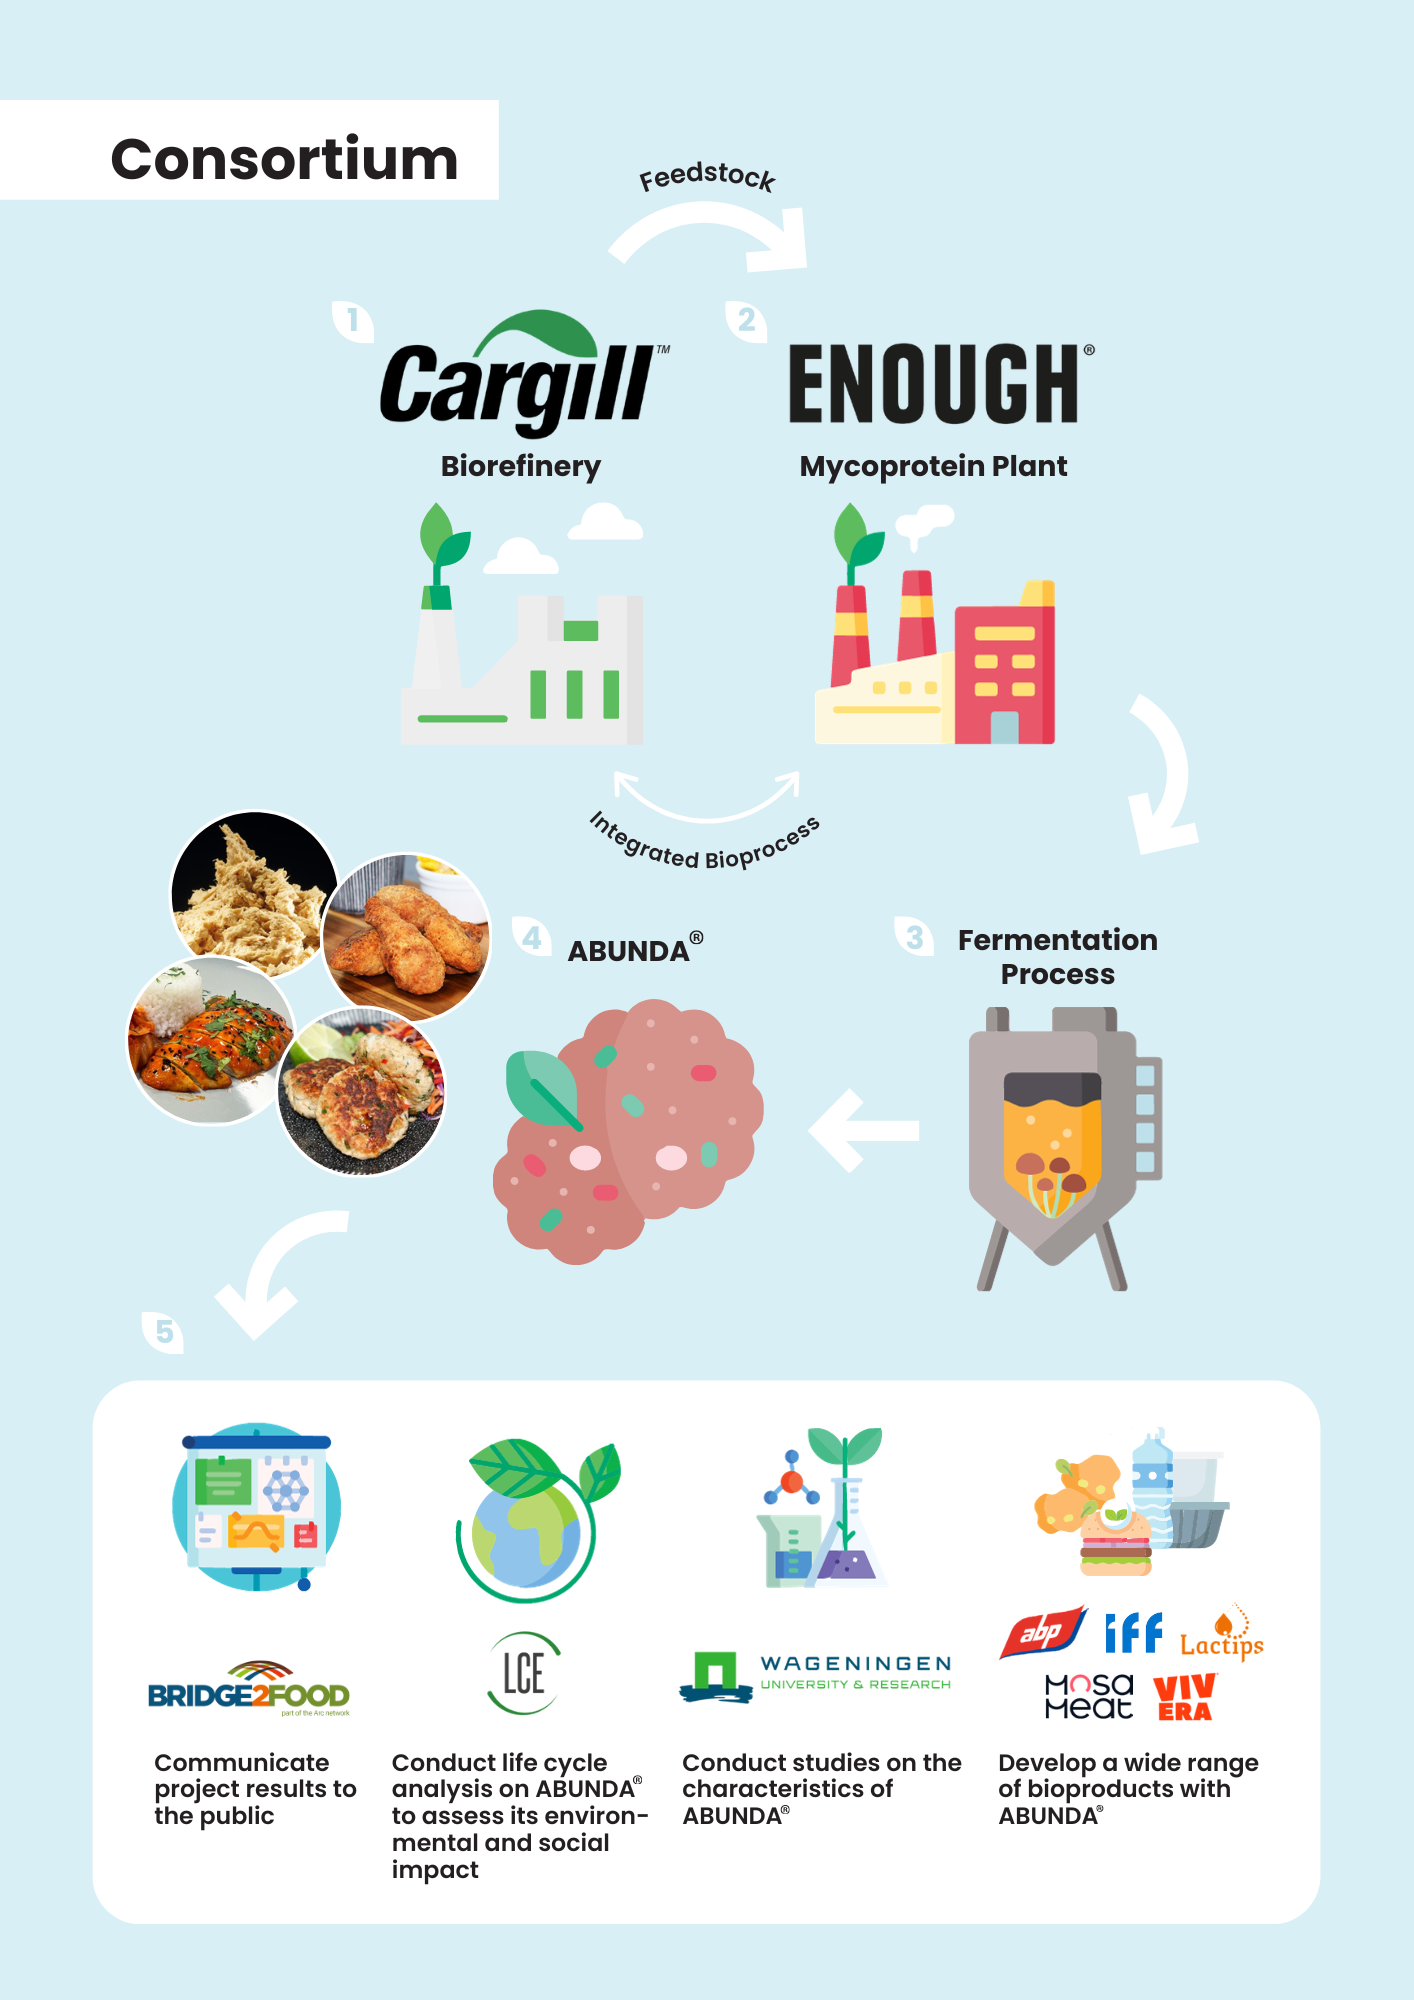 Consortium
Feedstock
1
Cargill™
Biorefinery
2
ENOUGH®
Mycoprotein Plant
Integrated Bioprocess
3
Fermentation
Process
4
ABUNDA®
5
BRIDGE2FOOD
part of the Arc network
Communicate
project results to
the public
LCE
Conduct life cycle
analysis on ABUNDA®
to assess its environ-
mental and social
impact
WAGENINGEN
UNIVERSITY & RESEARCH
Conduct studies on the
characteristics of
ABUNDA®
abp
iff
Lactips
Mosa
Meat
VIV
ERA
Develop a wide range
of bioproducts with
ABUNDA®